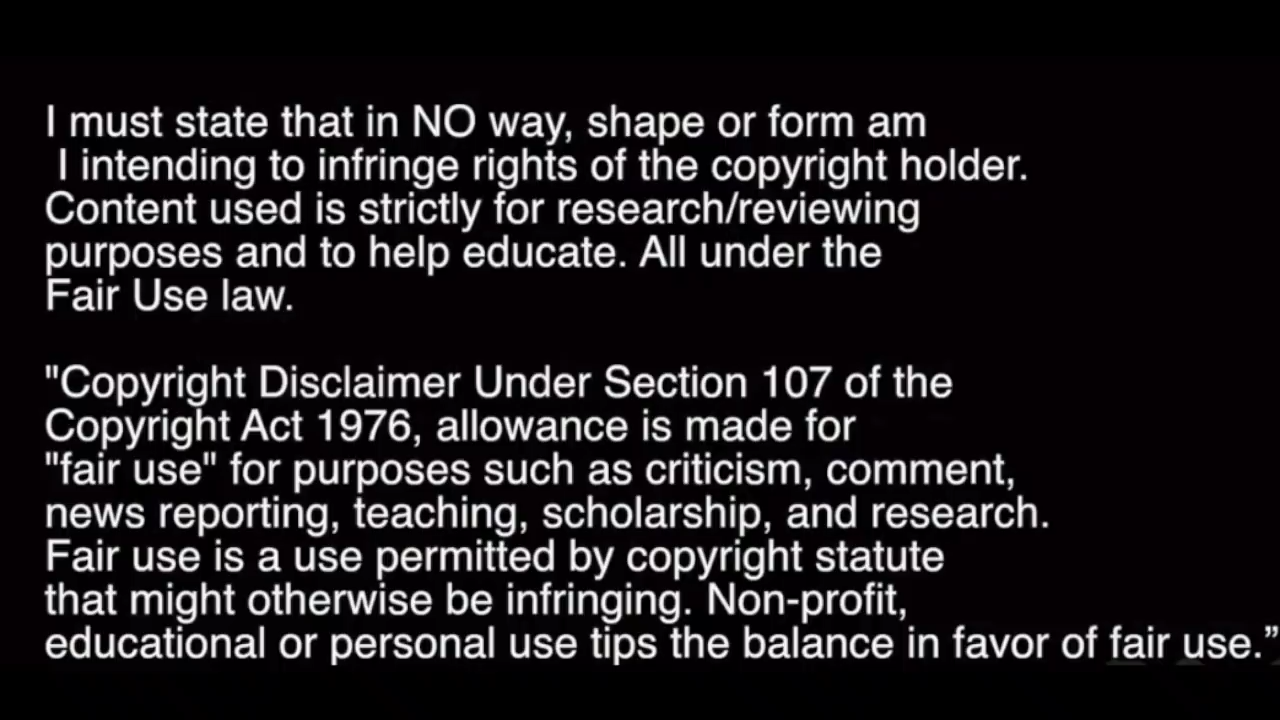 I must state that in NO way, shape or form am
I intending to infringe rights of the copyright holder.
Content used is strictly for research/reviewing
purposes and to help educate. All under the
Fair Use law.
"Copyright Disclaimer Under Section 107 of the
Copyright Act 1976, allowance is made for
"fair use" for purposes such as criticism, comment,
news reporting, teaching, scholarship, and research.
Fair use is a use permitted by copyright statute
that might otherwise be infringing. Non-profit,
educational or personal use tips the balance in favor of fair use.”